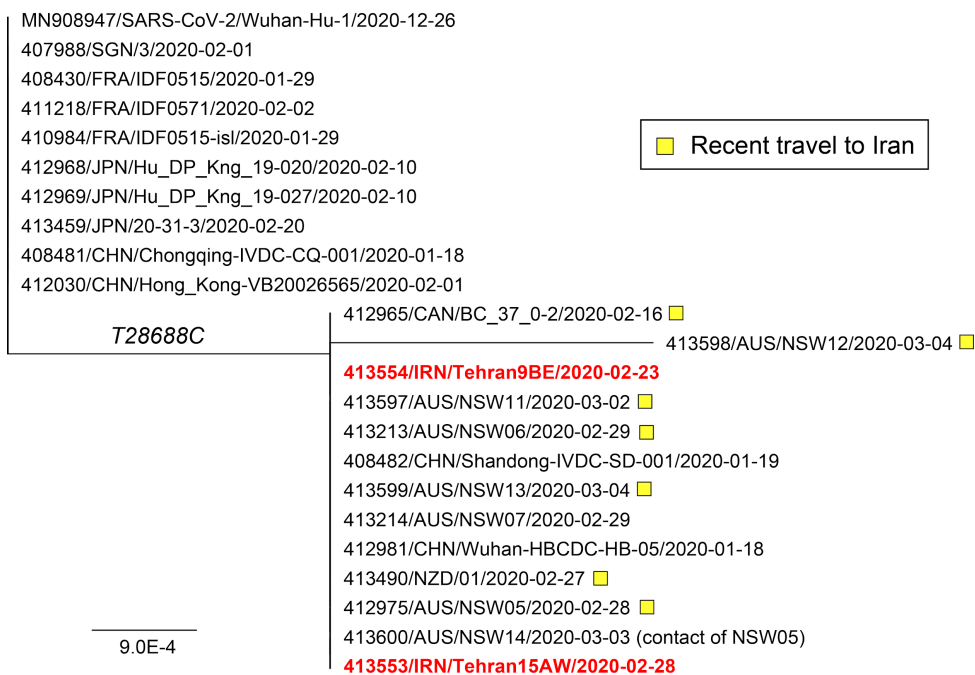 MN908947/SARS-CoV-2/Wuhan-Hu-1/2020-12-26
407988/SGN/3/2020-02-01
408430/FRA/IDF0515/2020-01-29
411218/FRA/IDF0571/2020-02-02
410984/FRA/IDF0515-isl/2020-01-29
Recent travel to Iran
412968/JPN/Hu_DP_Kng_19-020/2020-02-10
412969/JPN/Hu_DP_Kng_19-027/2020-02-10
413459/JPN/20-31-3/2020-02-20
408481/CHN/Chongqing-IVDC-CQ-001/2020-01-18
412030/CHN/Hong_Kong-VB20026565/2020-02-01
412965/CAN/BC_37_0-2/2020-02-16
T28688C
413598/AUS/NSW12/2020-03-04
413554/IRN/Tehran9BE/2020-02-23
413597/AUS/NSW11/2020-03-02
413213/AUS/NSW06/2020-02-29
408482/CHN/Shandong-IVDC-SD-001/2020-01-19
413599/AUS/NSW13/2020-03-04
413214/AUS/NSW07/2020-02-29
412981/CHN/Wuhan-HBCDC-HB-05/2020-01-18
413490/NZD/01/2020-02-27
412975/AUS/NSW05/2020-02-28
413600/AUS/NSW14/2020-03-03 (contact of NSW05)
9.0E-4
413553/IRN/Tehran15AW/2020-02-28